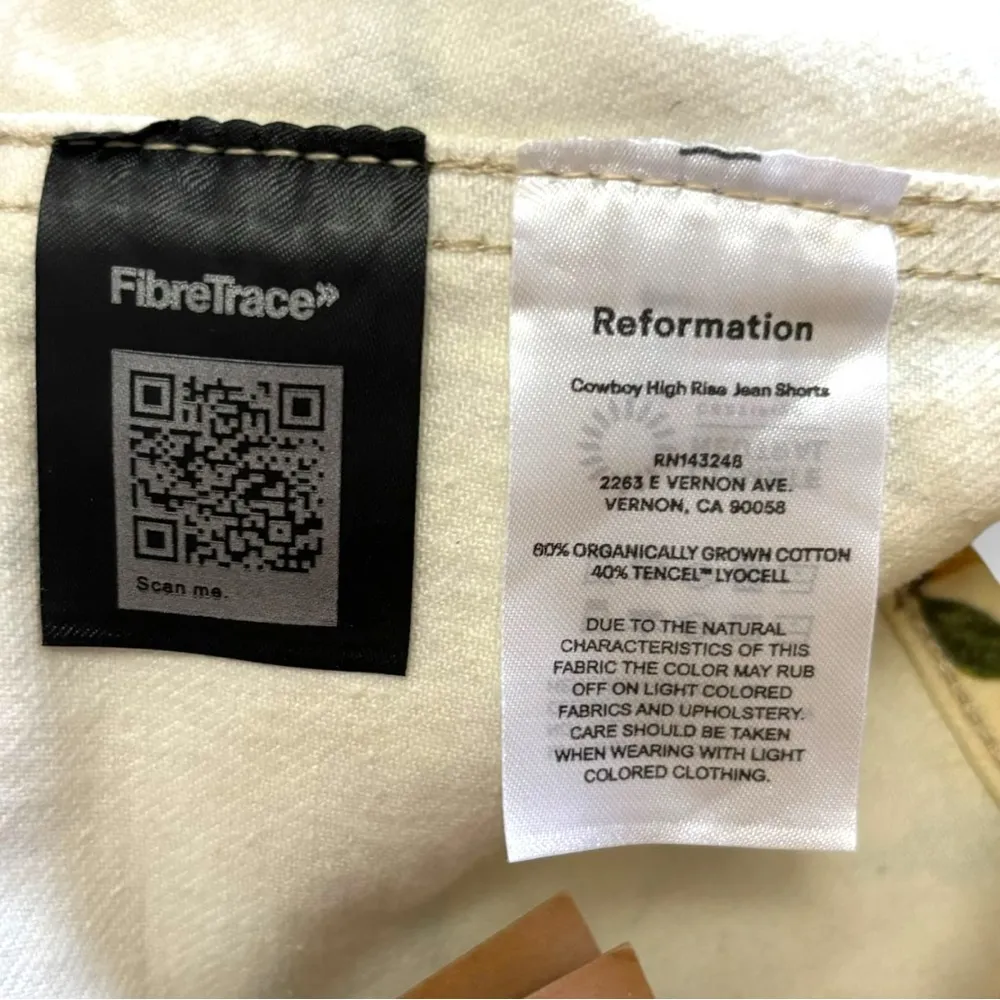 FibreTrace»
Scan me.
Reformation
Cowboy High Rise Jean Shorts
RN143248
2263 E VERNON AVE.
VERNON, CA 90058
60% ORGANICALLY GROWN COTTON
40% TENCEL™ LYOCELL
DUE TO THE NATURAL
CHARACTERISTICS OF THIS
FABRIC THE COLOR MAY RUB
OFF ON LIGHT COLORED
FABRICS AND UPHOLSTERY.
CARE SHOULD BE TAKEN
WHEN WEARING WITH LIGHT
COLORED CLOTHING.